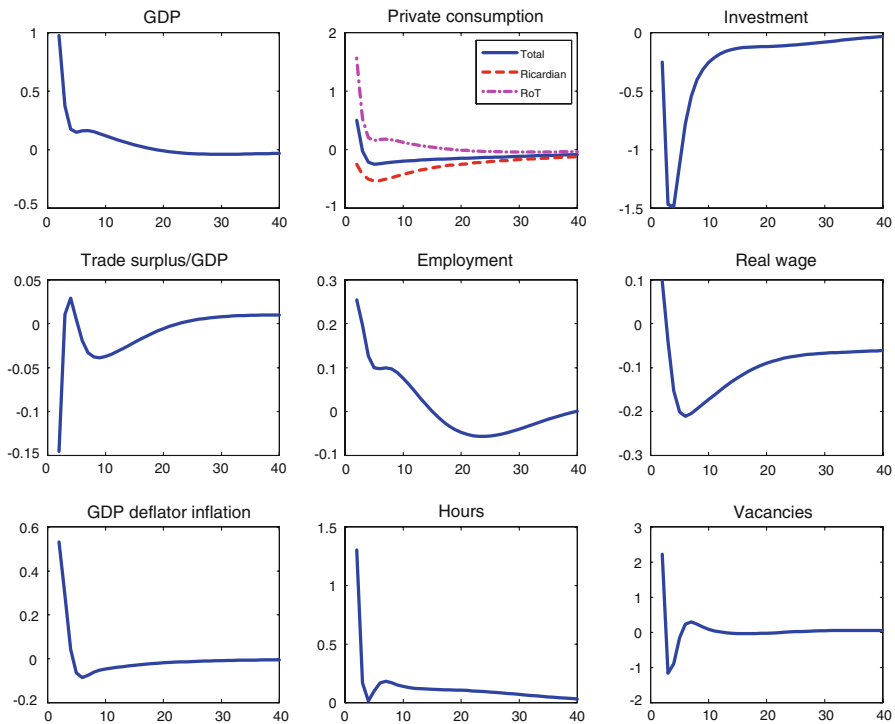 GDP
1
0.5
0
-0.5
0 10 20 30 40
Private consumption
2
1
0
-1
0 10 20 30 40
Total
Ricardian
RoT
Investment
0
-0.5
-1
-1.5
0 10 20 30 40
Trade surplus/GDP
0.05
0
-0.05
-0.1
-0.15
0 10 20 30 40
Employment
0.3
0.2
0.1
0
-0.1
0 10 20 30 40
Real wage
0.1
0
-0.1
-0.2
-0.3
0 10 20 30 40
GDP deflator inflation
0.6
0.4
0.2
0
-0.2
0 10 20 30 40
Hours
1.5
1
0.5
0
0 10 20 30 40
Vacancies
3
2
1
0
-1
-2
0 10 20 30 40